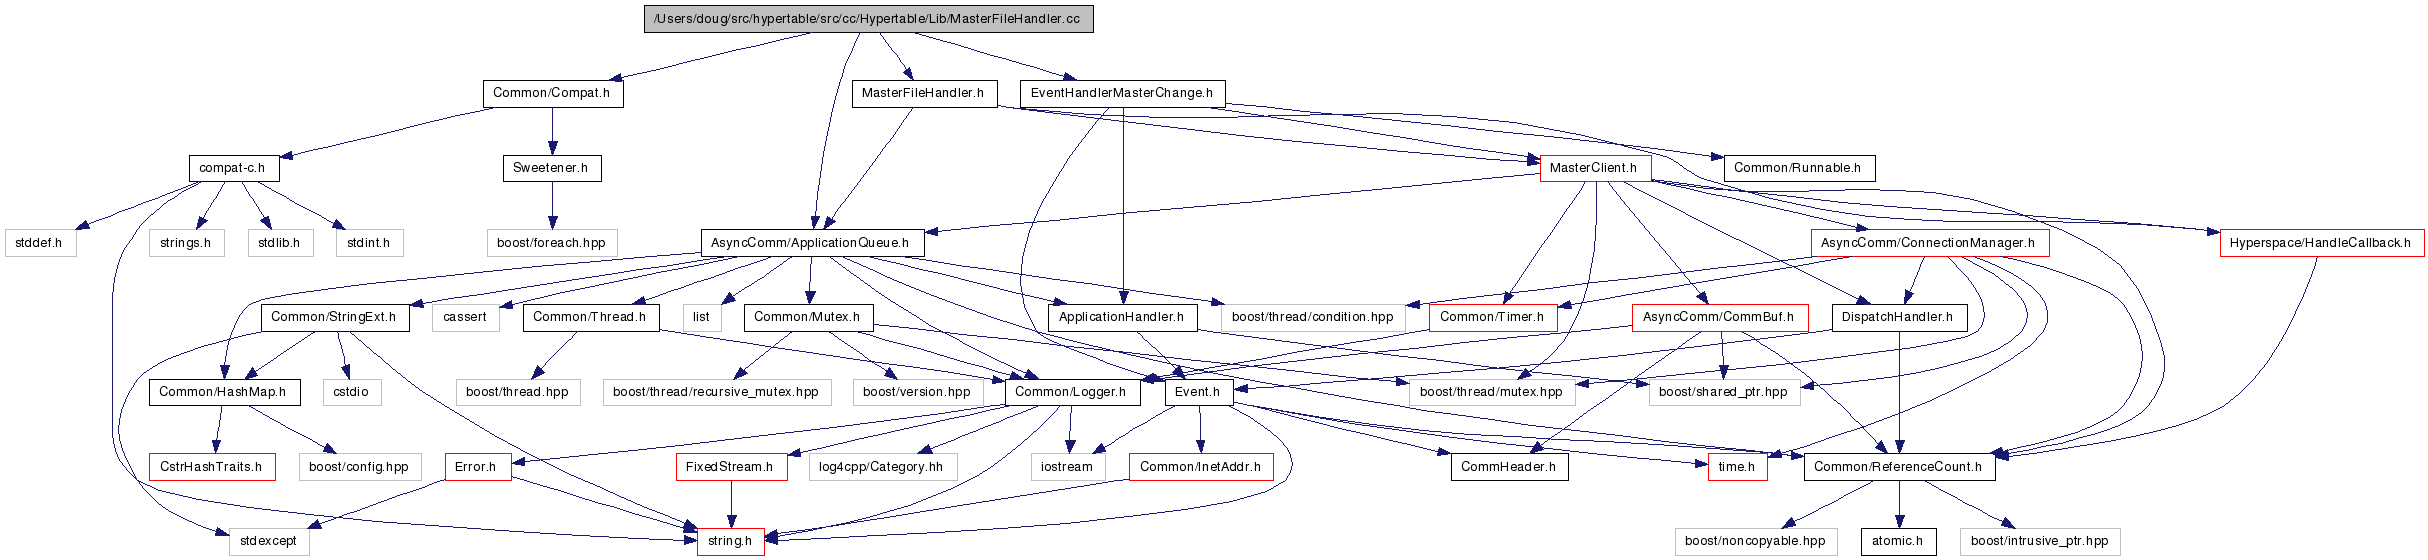 /Users/doug/src/hypertable/src/cc/Hypertable/Lib/MasterFileHandler.cc
Common/Compat.h
MasterFileHandler.h
EventHandlerMasterChange.h
compat-c.h
Sweetener.h
MasterClient.h
Common/Runnable.h
stddef.h
strings.h
stdlib.h
stdint.h
boost/foreach.hpp
AsyncComm/ApplicationQueue.h
AsyncComm/ConnectionManager.h
Hyperspace/HandleCallback.h
Common/StringExt.h
cassert
Common/Thread.h
list
Common/Mutex.h
ApplicationHandler.h
boost/thread/condition.hpp
Common/Timer.h
AsyncComm/CommBuf.h
DispatchHandler.h
Common/HashMap.h
cstdio
boost/thread.hpp
boost/thread/recursive_mutex.hpp
boost/version.hpp
Common/Logger.h
Event.h
boost/thread/mutex.hpp
boost/shared_ptr.hpp
CstrHashTraits.h
boost/config.hpp
Error.h
FixedStream.h
log4cpp/Category.hh
iostream
Common/InetAddr.h
CommHeader.h
time.h
Common/ReferenceCount.h
stdexcept
string.h
boost/noncopyable.hpp
atomic.h
boost/intrusive_ptr.hpp